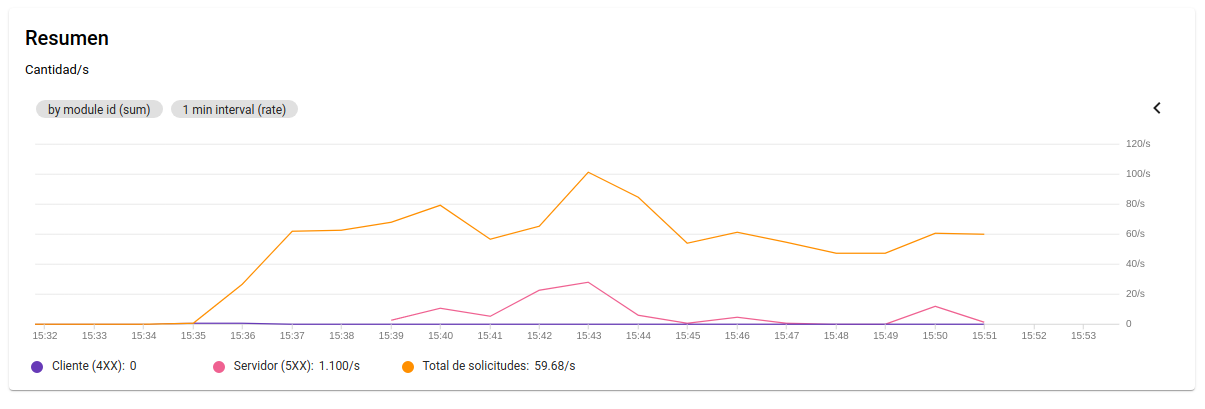 Resumen
Cantidad/s
by module id (sum) 1 min interval (rate)
120/s
100/s
80/s
60/s
40/s
20/s
0
15:32 15:33 15:34 15:35 15:36 15:37 15:38 15:39 15:40 15:41 15:42 15:43 15:44 15:45 15:46 15:47 15:48 15:49 15:50 15:51 15:52 15:53
Cliente (4XX): 0 Servidor (5XX): 1.100/s Total de solicitudes: 59.68/s